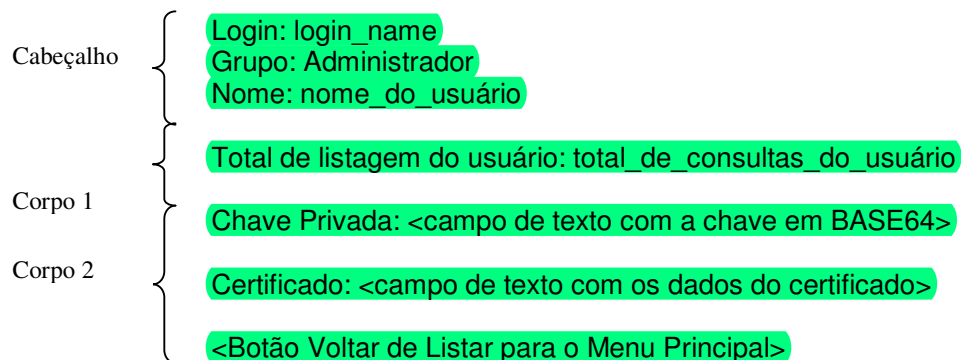 Login: login_name
Cabeçalho
Grupo: Administrador
Nome: nome_do_usuário
Total de listagem do usuário: total_de_consultas_do_usuário
Corpo 1
Chave Privada: <campo de texto com a chave em BASE64>
Corpo 2
Certificado: <campo de texto com os dados do certificado>
<Botão Voltar de Listar para o Menu Principal>